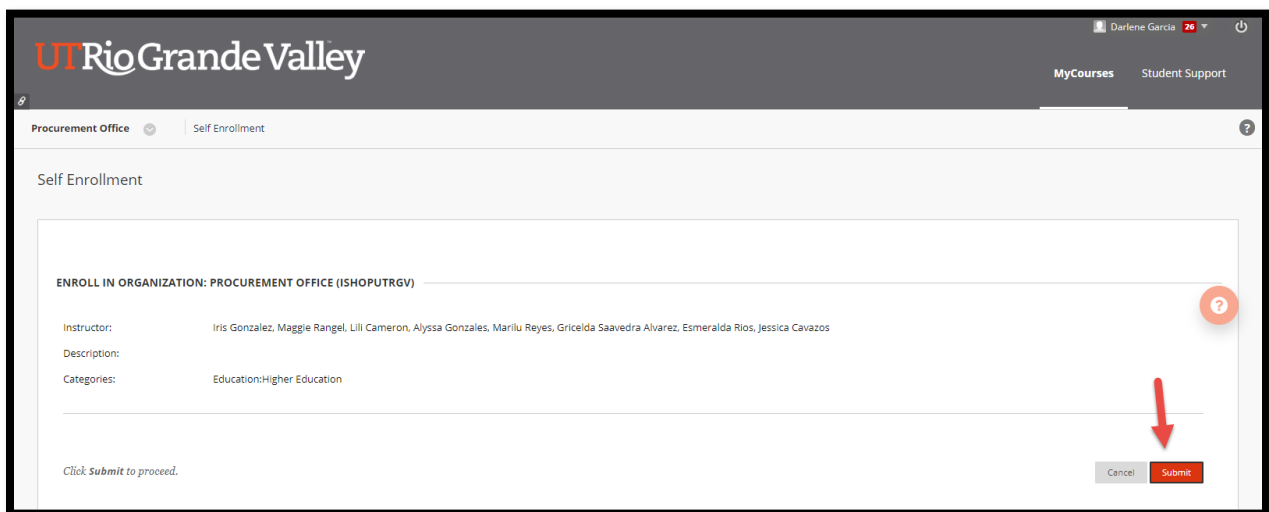 Darlene Garcia 26
UTRioGrandeValley
MyCourses Student Support
Procurement Office Self Enrollment ?
Self Enrollment
ENROLL IN ORGANIZATION: PROCUREMENT OFFICE (ISHOPUTRGV)
?
Instructor: Iris Gonzalez, Maggie Rangel, Lili Cameron, Alyssa Gonzales, Marilu Reyes, Gricelda Saavedra Alvarez, Esmeralda Rios, Jessica Cavazos
Description:
Categories: Education:Higher Education
Click Submit to proceed. Cancel Submit